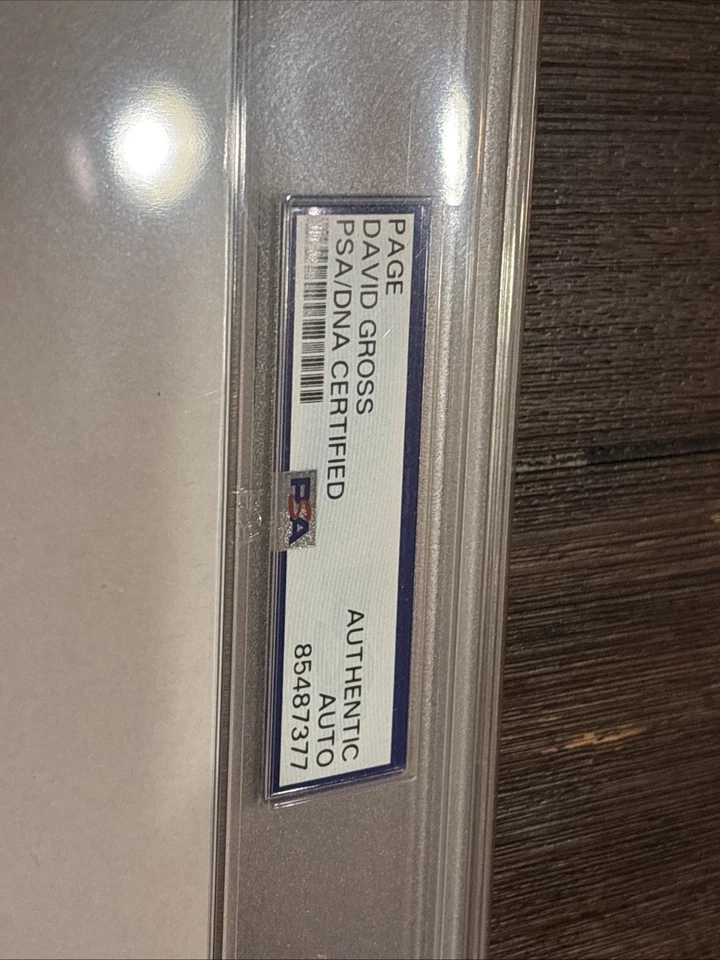 PAGE
DAVID GROSS
PSA/DNA CERTIFIED
AUTHENTIC
AUTO
85487377
PSA